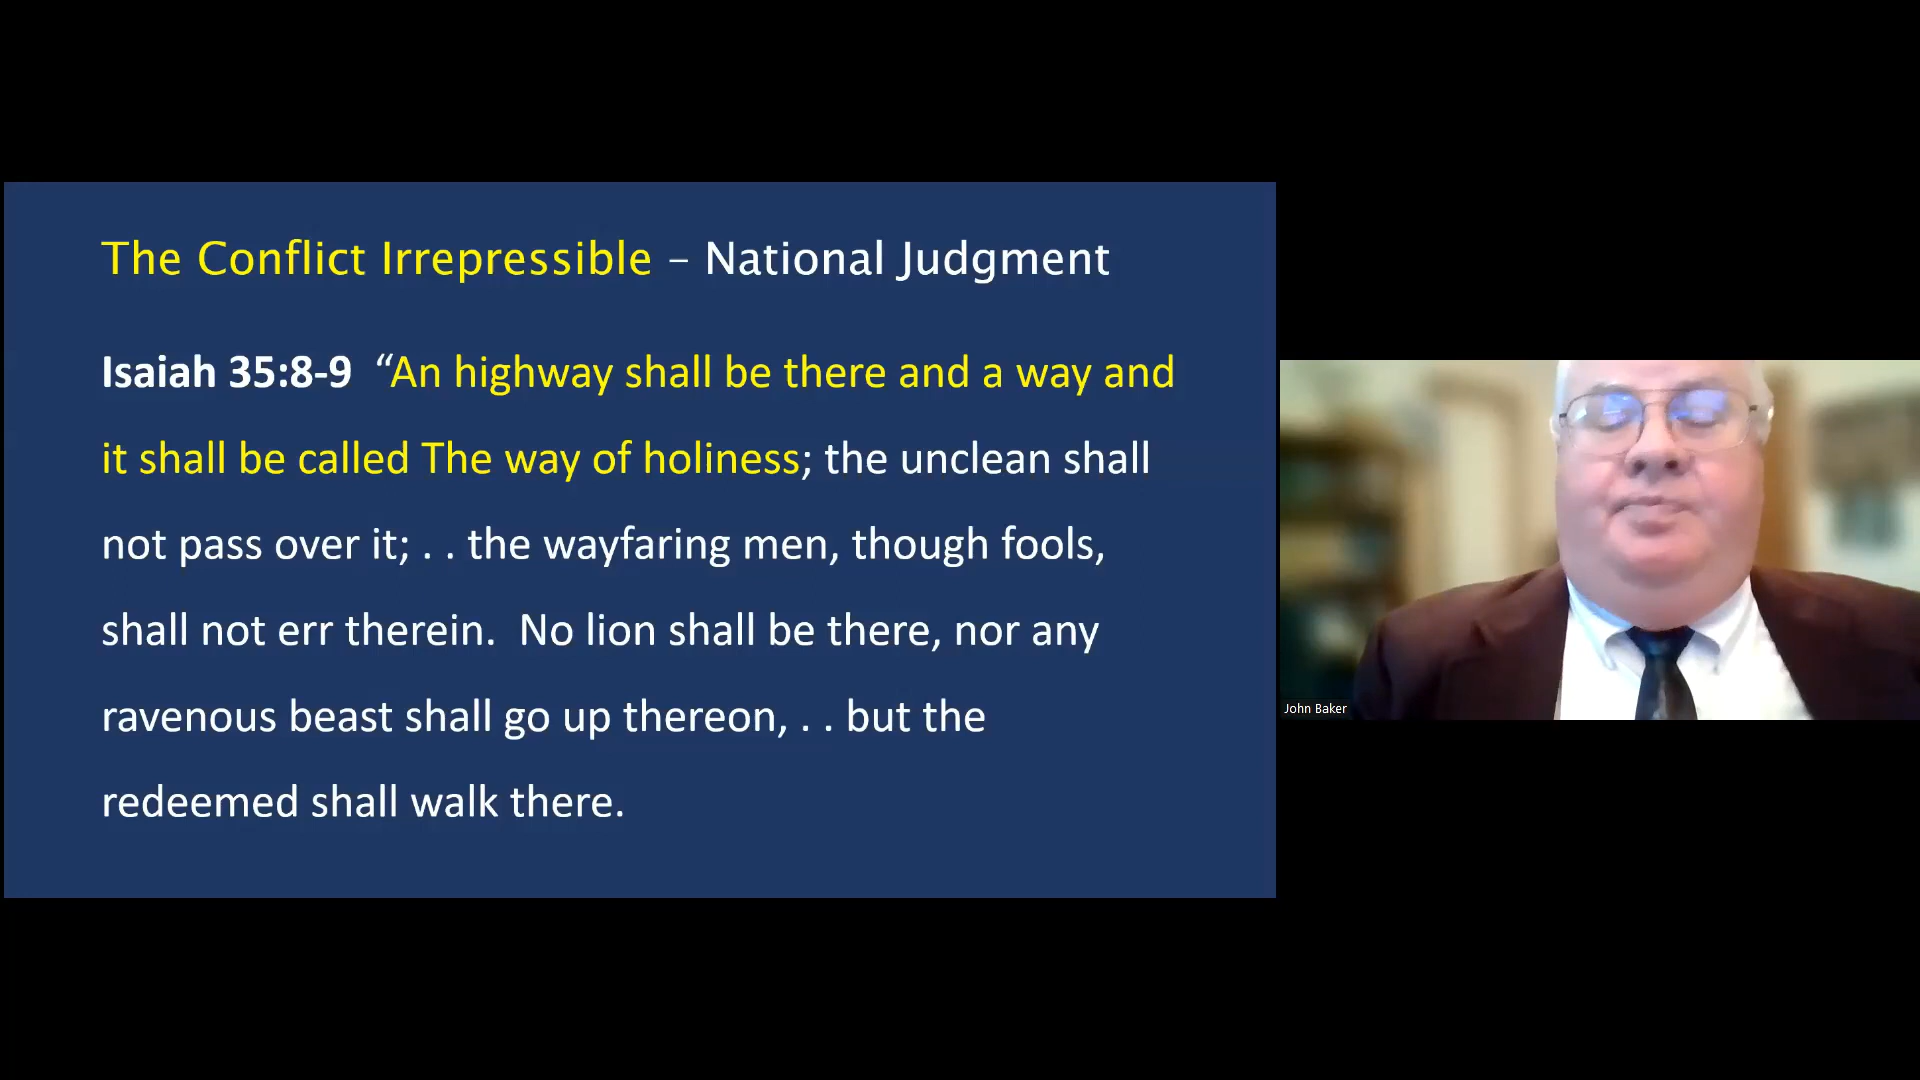 The Conflict Irrepressible – National Judgment
Isaiah 35:8-9 “An highway shall be there and a way and
it shall be called The way of holiness; the unclean shall
not pass over it; . . the wayfaring men, though fools,
shall not err therein. No lion shall be there, nor any
ravenous beast shall go up thereon, . . but the
redeemed shall walk there.
John Baker